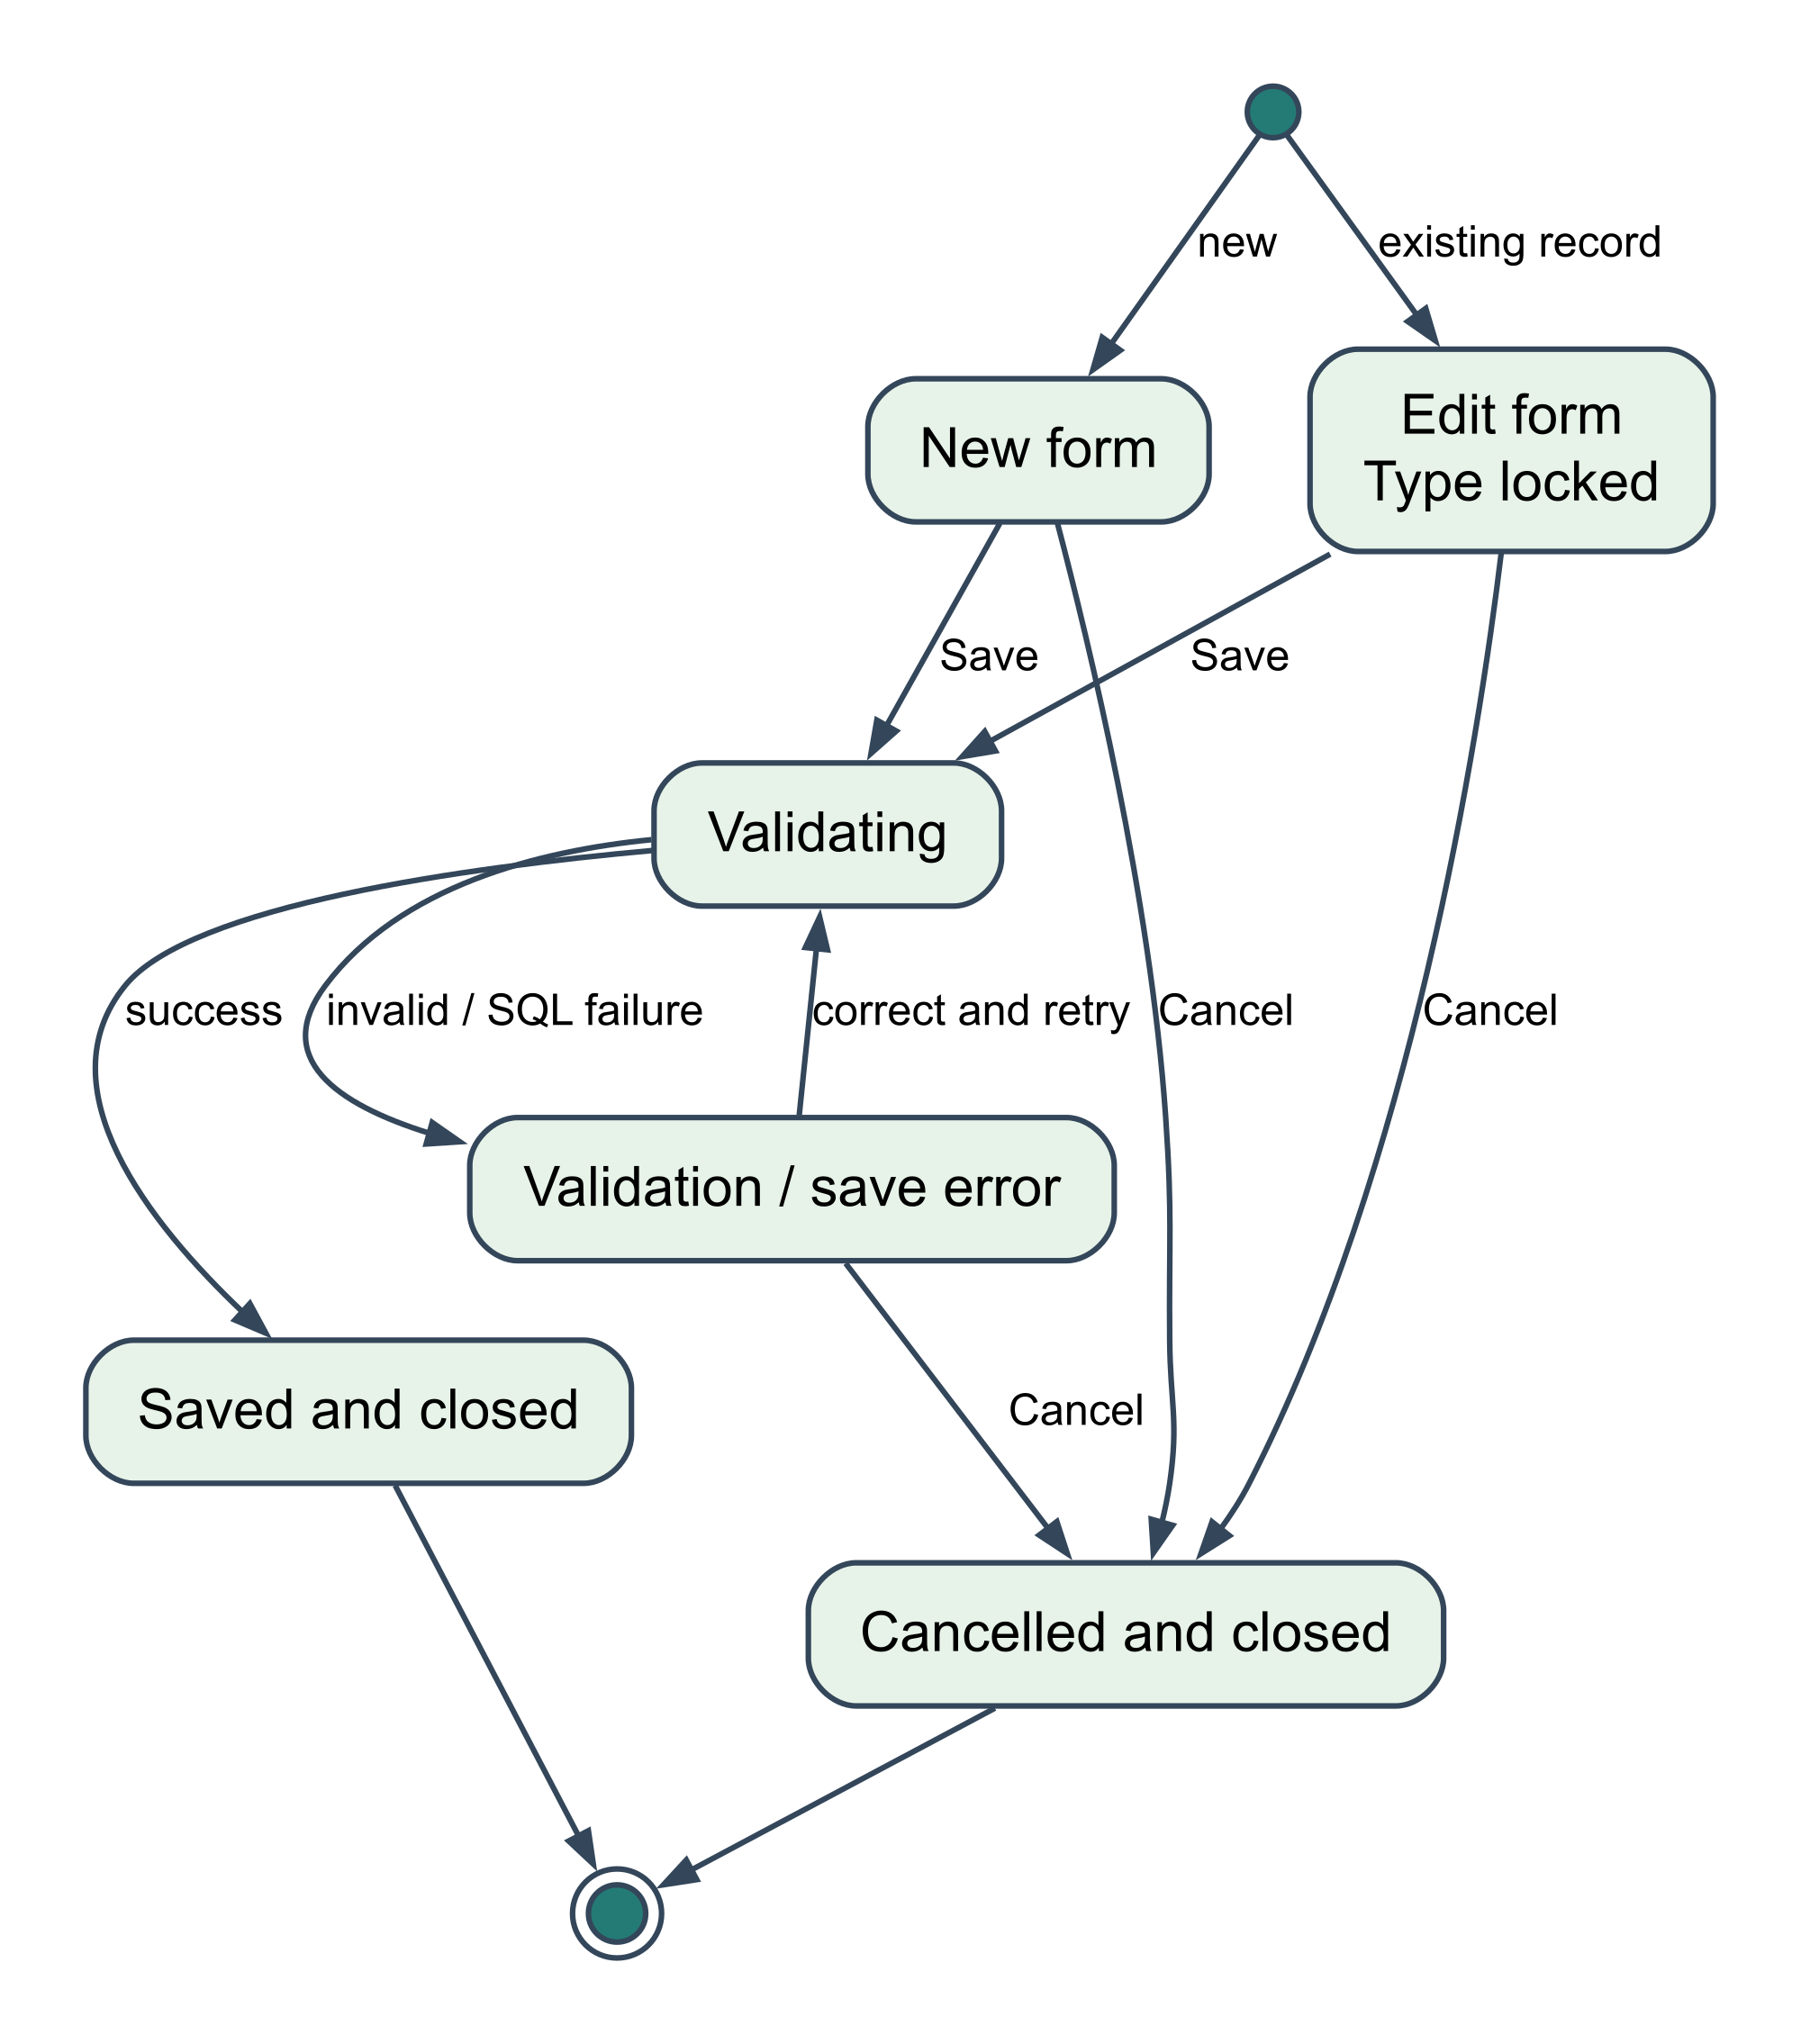 new
existing record
New form
Edit form
Type locked
Save
Save
Validating
success
invalid / SQL failure
correct and retry
Cancel
Cancel
Validation / save error
Saved and closed
Cancel
Cancelled and closed